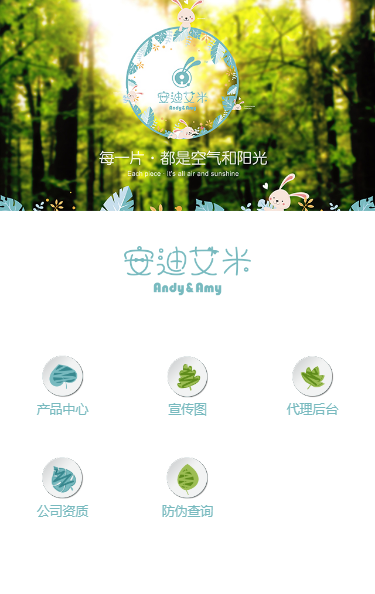 安迪艾米
Andy&Amy
每一片·都是空气和阳光
Each piece · It's all air and sunshine
安迪艾米
Andy&Amy
产品中心
宣传图
代理后台
公司资质
防伪查询